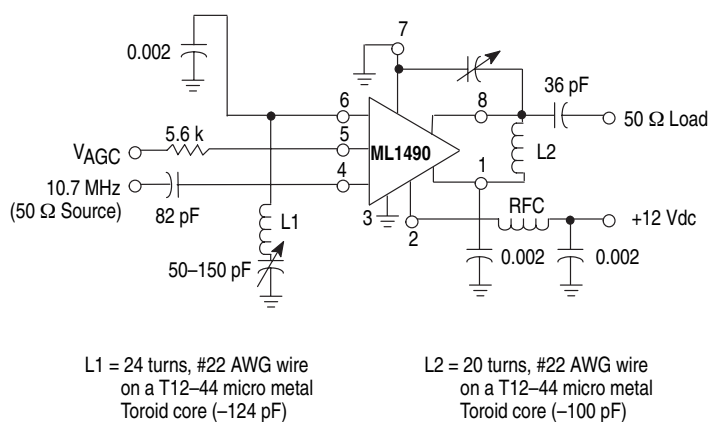 7
0.002
36 pF
6
8
50 Ω Load
5.6 k
5
VAGC
ML1490
L2
10.7 MHz
4
1
(50 Ω Source)
82 pF
3
RFC
L1
2
+12 Vdc
50–150 pF
0.002
0.002
L1 = 24 turns, #22 AWG wire
on a T12–44 micro metal
Toroid core (–124 pF)
L2 = 20 turns, #22 AWG wire
on a T12–44 micro metal
Toroid core (–100 pF)